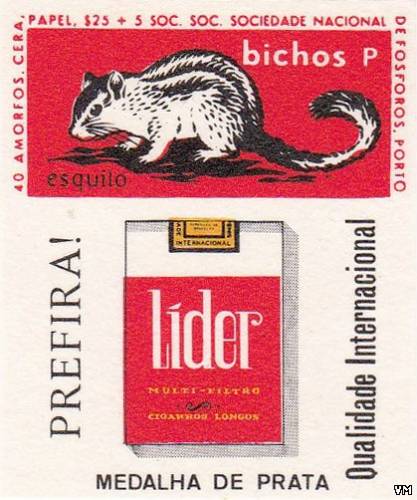 40 AMORFOS. CERA,
PAPEL, $25 + 5 SOC. SOC. SOCIEDADE NACIONAL
DE FOSFOROS, PORTO
bichos P
esquilo
PREFIRA!
INTERNACIONAL
Líder
MULTI-FILTRO
CIGARROS LONGOS
Qualidade Internacional
MEDALHA DE PRATA
VM